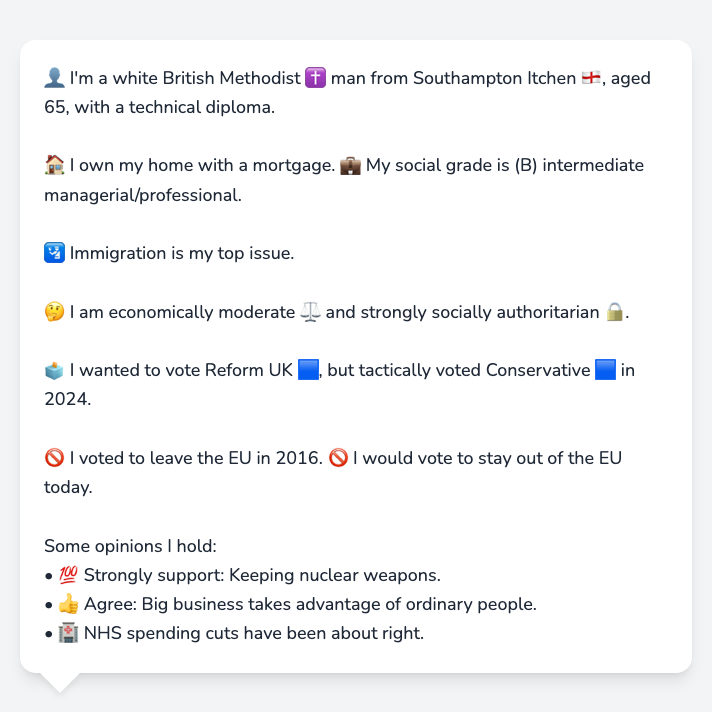 👤 I'm a white British Methodist ✝️ man from Southampton Itchen 🏴󠁧󠁢󠁥󠁮󠁧󠁿, aged
65, with a technical diploma.
🏠 I own my home with a mortgage. 💼 My social grade is (B) intermediate
managerial/professional.
🛂 Immigration is my top issue.
🤔 I am economically moderate ⚖️ and strongly socially authoritarian 🔒.
🗳️ I wanted to vote Reform UK 🟦, but tactically voted Conservative 🟦 in
2024.
🚫 I voted to leave the EU in 2016. 🚫 I would vote to stay out of the EU
today.
Some opinions I hold:
• 💯 Strongly support: Keeping nuclear weapons.
• 👍 Agree: Big business takes advantage of ordinary people.
• 🏥 NHS spending cuts have been about right.